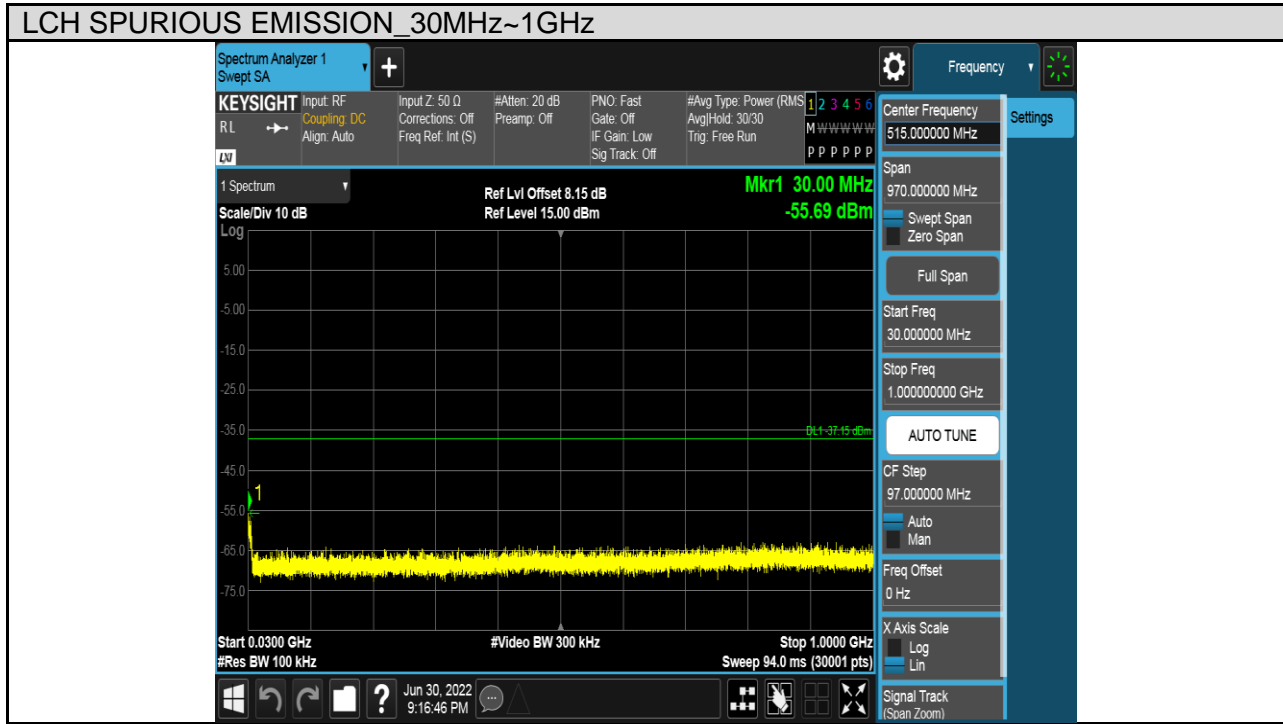 LCH SPURIOUS EMISSION_30MHz~1GHz
Spectrum Analyzer 1
Swept SA
+
Frequency
KEYSIGHT
RL
LXI
Input: RF
Coupling: DC
Align: Auto
Input Z: 50 Ω
Corrections: Off
Freq Ref: Int (S)
#Atten: 20 dB
Preamp: Off
PNO: Fast
Gate: Off
IF Gain: Low
Sig Track: Off
#Avg Type: Power (RMS
Avg|Hold: 30/30
Trig: Free Run
1 2 3 4 5 6
M W W W W W
P P P P P P
1 Spectrum
Scale/Div 10 dB
Log
Ref Lvl Offset 8.15 dB
Ref Level 15.00 dBm
Mkr1 30.00 MHz
-55.69 dBm
5.00
-5.00
-15.0
-25.0
-35.0
DL1 -37.15 dBm
-45.0
1
-55.0
-65.0
-75.0
Start 0.0300 GHz
#Res BW 100 kHz
#Video BW 300 kHz
Stop 1.0000 GHz
Sweep 94.0 ms (30001 pts)
?
Jun 30, 2022
9:16:46 PM
Center Frequency
515.000000 MHz
Settings
Span
970.000000 MHz
Swept Span
Zero Span
Full Span
Start Freq
30.000000 MHz
Stop Freq
1.000000000 GHz
AUTO TUNE
CF Step
97.000000 MHz
Auto
Man
Freq Offset
0 Hz
X Axis Scale
Log
Lin
Signal Track
(Span Zoom)